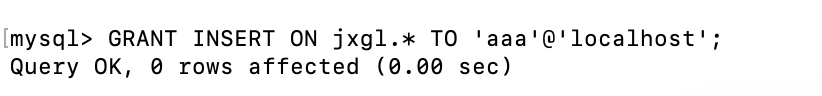 [mysql> GRANT INSERT ON jxgl.* TO 'aaa'@'localhost';
Query OK, 0 rows affected (0.00 sec)